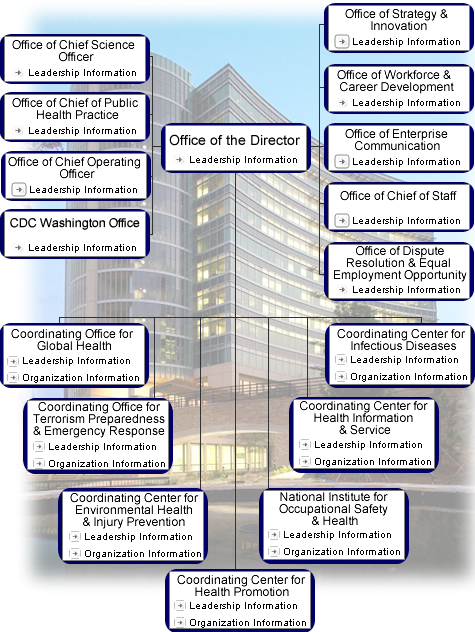 Office of Chief Science
Officer
Leadership Information
Office of Chief of Public
Health Practice
Leadership Information
Office of Chief Operating
Officer
Leadership Information
CDC Washington Office
Leadership Information
Office of the Director
Leadership Information
Office of Strategy &
Innovation
Leadership Information
Office of Workforce &
Career Development
Leadership Information
Office of Enterprise
Communication
Leadership Information
Office of Chief of Staff
Leadership Information
Office of Dispute
Resolution & Equal
Employment Opportunity
Leadership Information
Coordinating Office for
Global Health
Leadership Information
Organization Information
Coordinating Center for
Infectious Diseases
Leadership Information
Organization Information
Coordinating Office for
Terrorism Preparedness
& Emergency Response
Leadership Information
Organization Information
Coordinating Center for
Health Information
& Service
Leadership Information
Organization Information
Coordinating Center for
Environmental Health
& Injury Prevention
Leadership Information
Organization Information
National Institute for
Occupational Safety
& Health
Leadership Information
Organization Information
Coordinating Center for
Health Promotion
Leadership Information
Organization Information